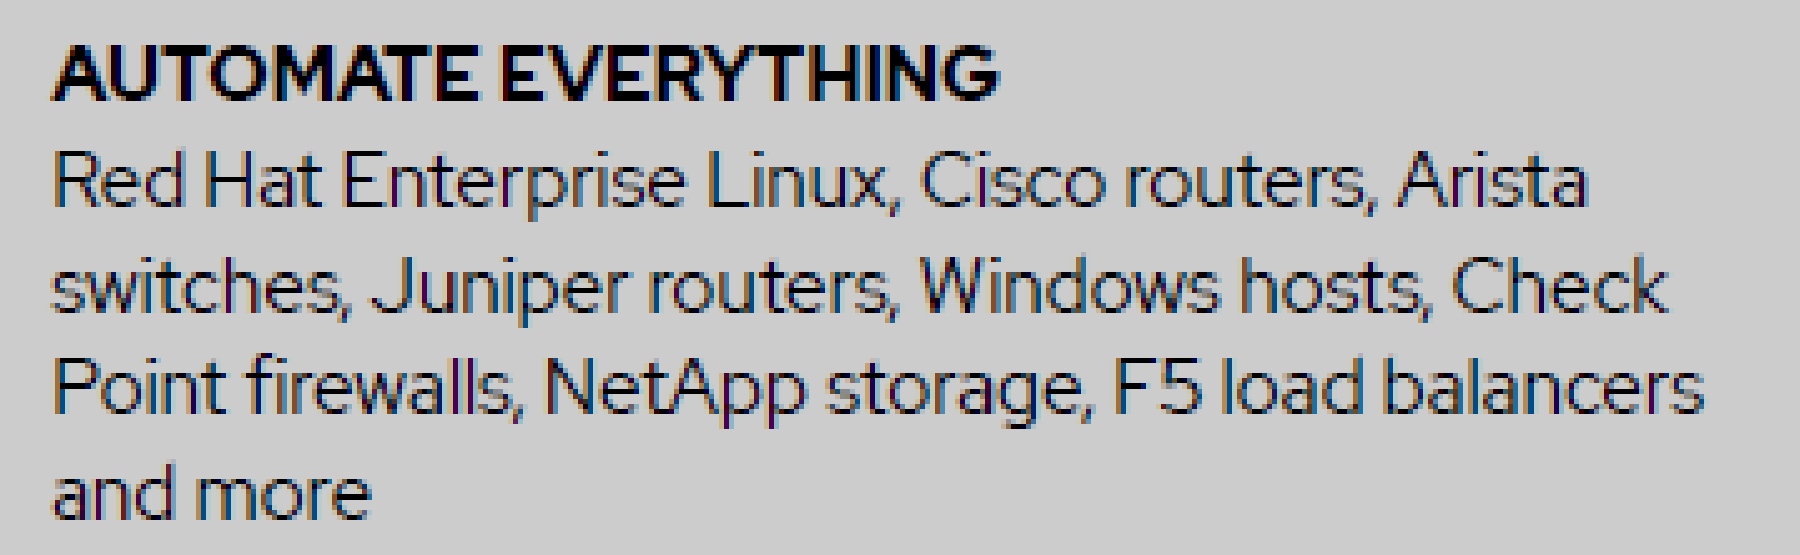 AUTOMATE EVERYTHING
Red Hat Enterprise Linux, Cisco routers, Arista
switches, Juniper routers, Windows hosts, Check
Point firewalls, NetApp storage, F5 load balancers
and more